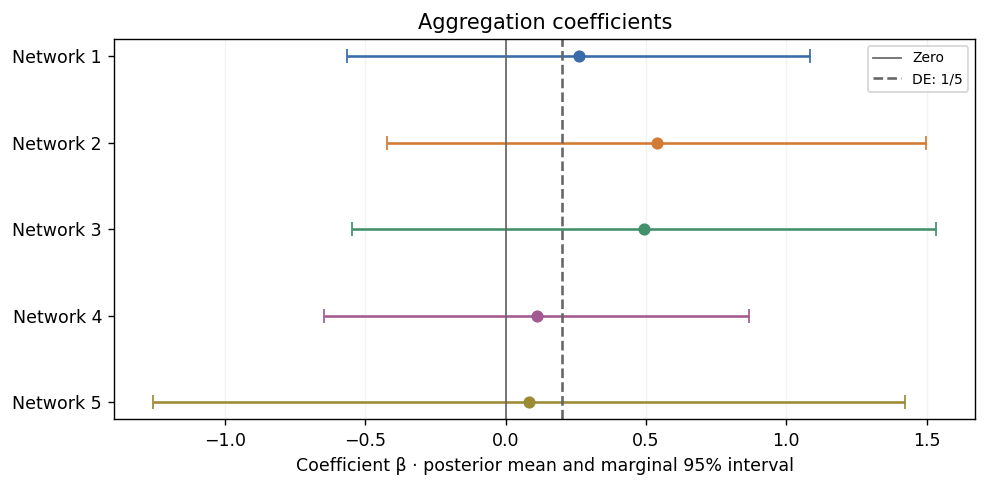 Aggregation coefficients
Network 1
Network 2
Network 3
Network 4
Network 5
Zero
DE: 1/5
−1.0
−0.5
0.0
0.5
1.0
1.5
Coefficient β · posterior mean and marginal 95% interval